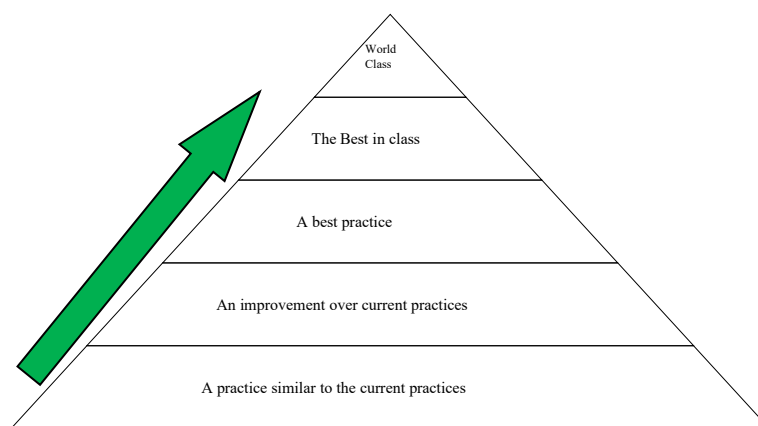 World
Class
The Best in class
A best practice
An improvement over current practices
A practice similar to the current practices